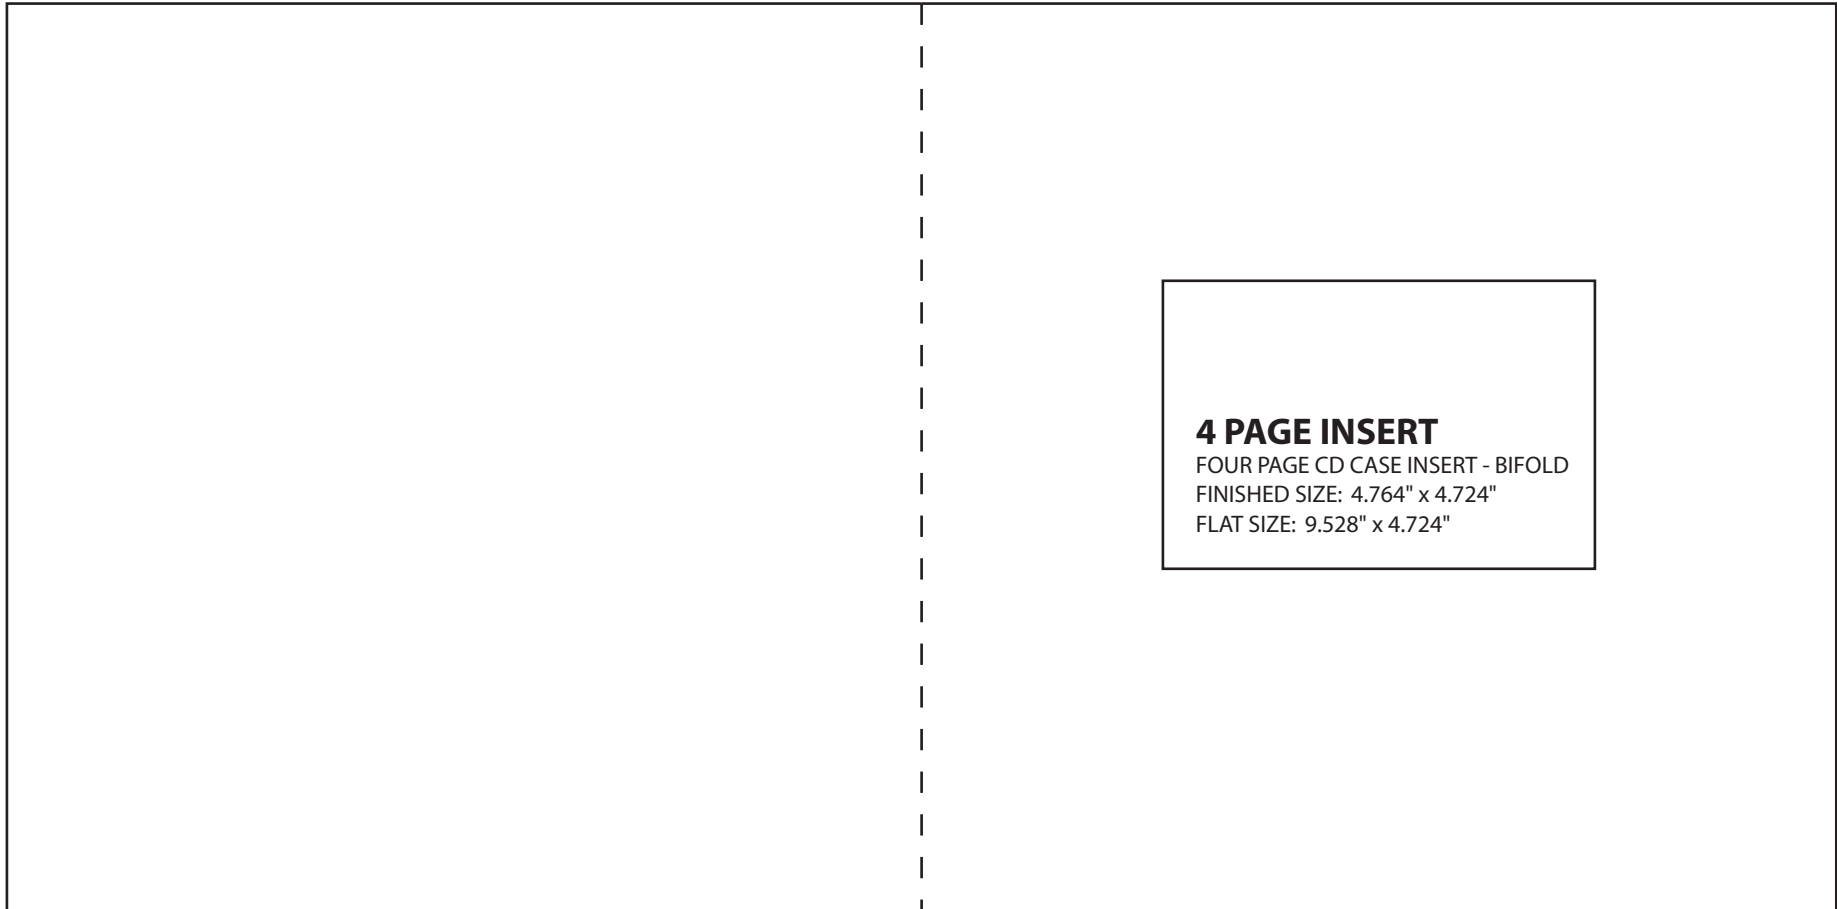 4 PAGE INSERT
FOUR PAGE CD CASE INSERT - BIFOLD
FINISHED SIZE: 4.764" x 4.724"
FLAT SIZE: 9.528" x 4.724"